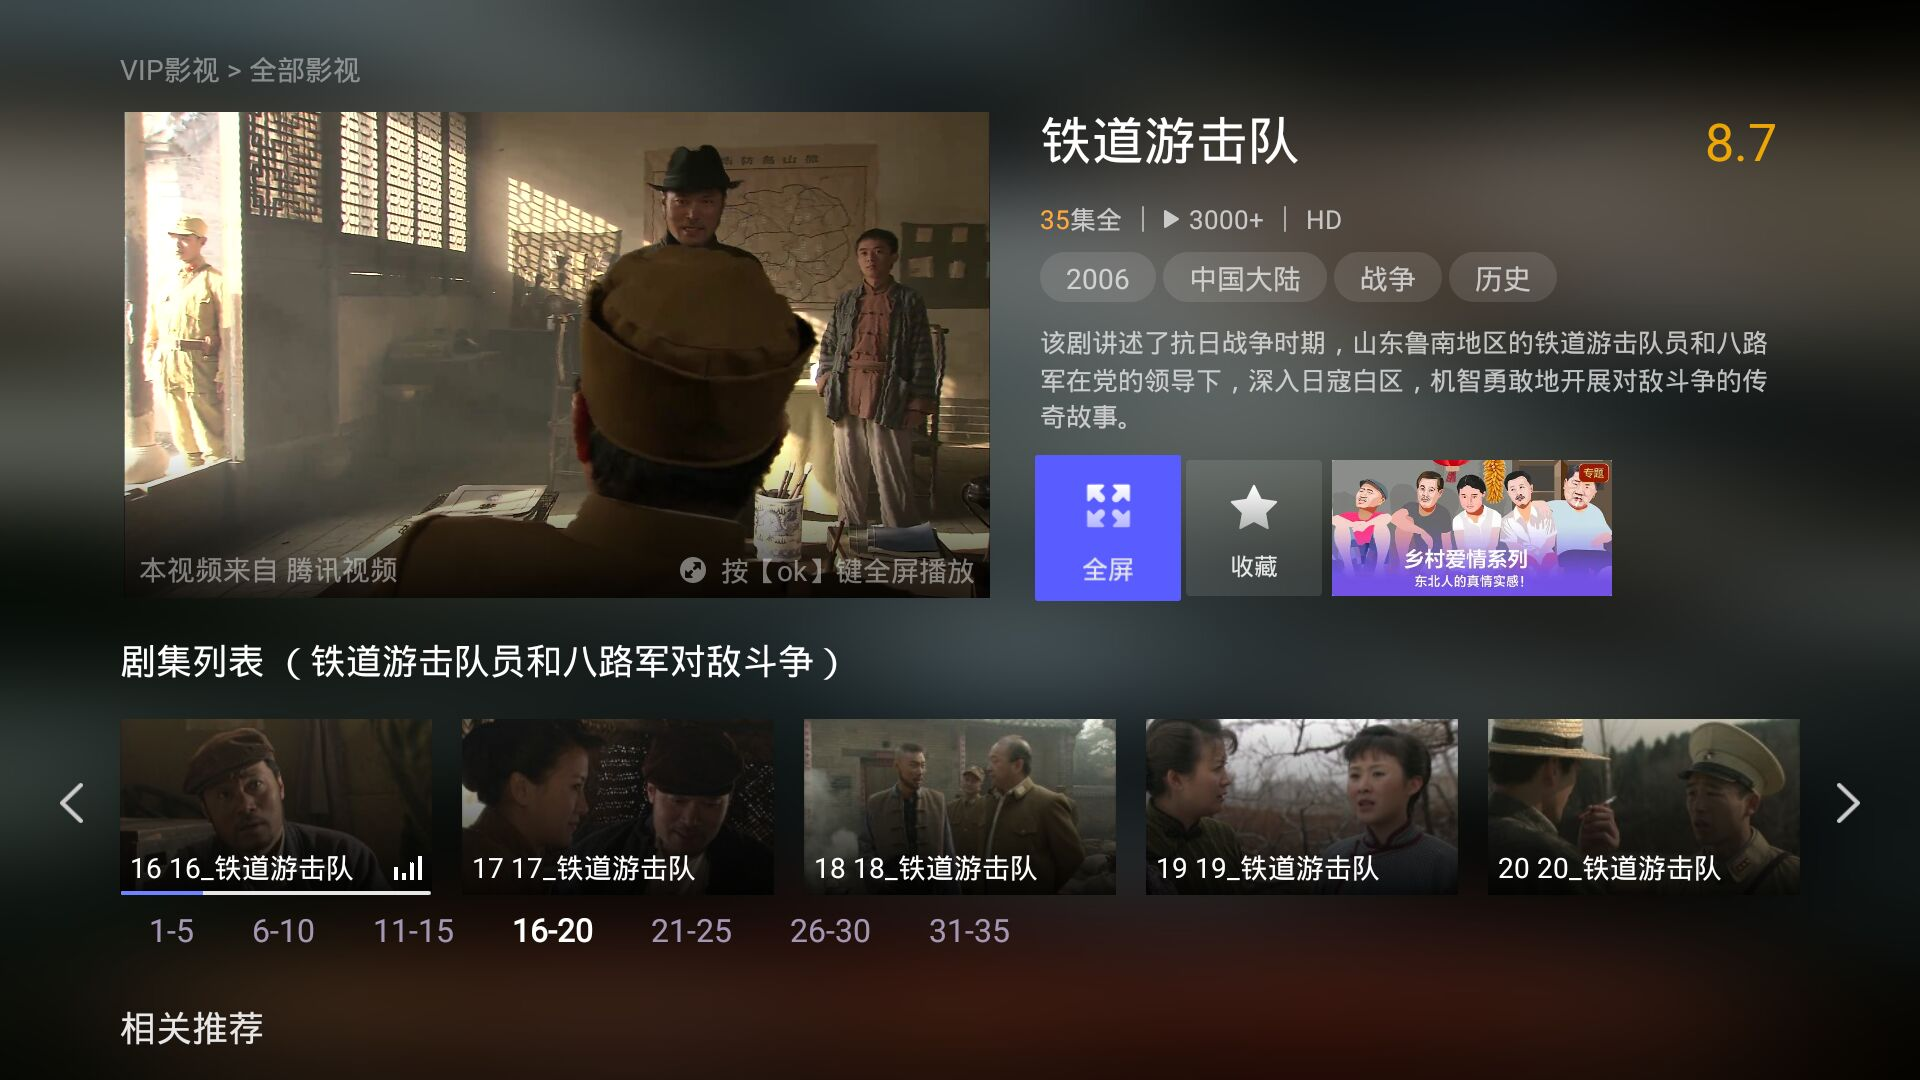 VIP影视 > 全部影视
铁道游击队
8.7
35集全 | 3000+ | HD
2006 中国大陆 战争 历史
该剧讲述了抗日战争时期，山东鲁南地区的铁道游击队员和八路
军在党的领导下，深入日寇白区，机智勇敢地开展对敌斗争的传
奇故事。
本视频来自 腾讯视频
按【ok】键全屏播放
全屏
收藏
专题
乡村爱情系列
东北人的真情实感！
剧集列表 （铁道游击队员和八路军对敌斗争）
16 16_铁道游击队
17 17_铁道游击队
18 18_铁道游击队
19 19_铁道游击队
20 20_铁道游击队
1-5 6-10 11-15 16-20 21-25 26-30 31-35
相关推荐